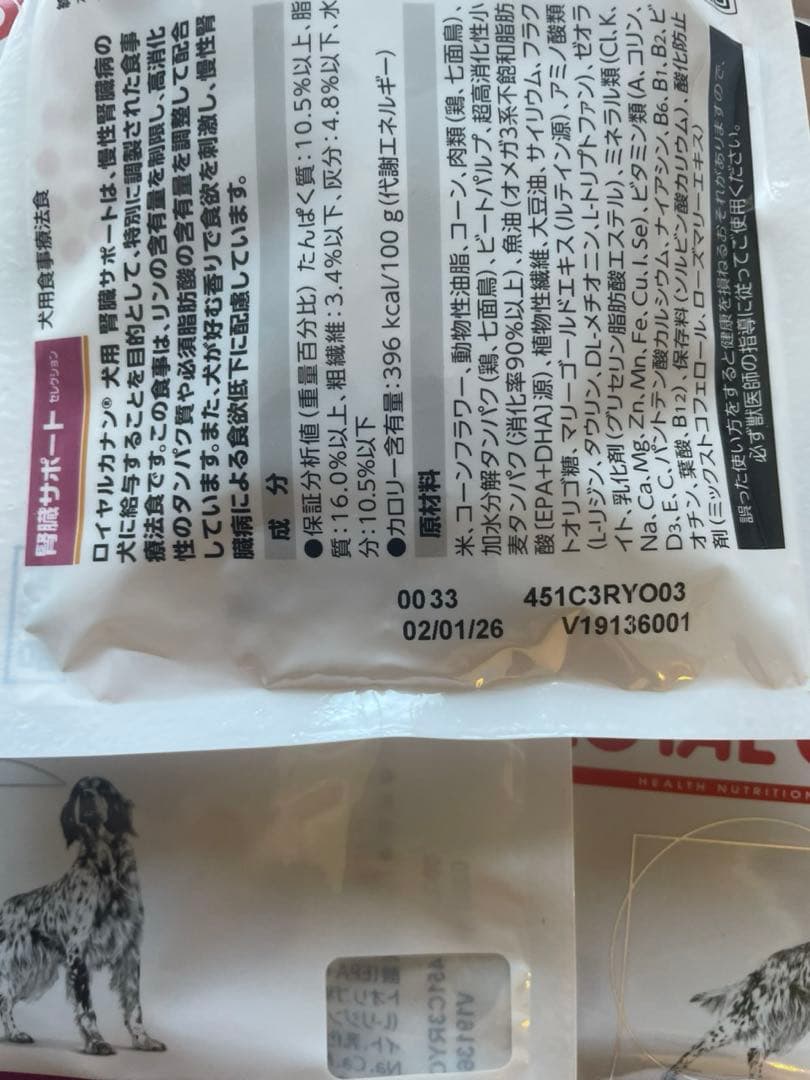 犬用食事療法食
腎臓サポート セレクション
ロイヤルカナン® 犬用 腎臓サポートは、慢性腎臓病の
犬に給与することを目的として、特別に調製された食事
療法食です。この食事は、リンの含有量を制限し、高消化
性のタンパク質や必須脂肪酸の含有量を調整して配合
しています。また、犬が好む香りで食欲を刺激し、慢性腎
臓病による食欲低下に配慮しています。
成 分
●保証分析値(重量百分比) たんぱく質:10.5%以上、脂
質:16.0%以上、粗繊維:3.4%以下、灰分:4.8%以下、水
分:10.5%以下
●カロリー含有量:396 kcal/100 g(代謝エネルギー)
原材料
米、コーンフラワー、動物性油脂、コーン、肉類(鶏、七面鳥)、
加水分解タンパク(鶏、七面鳥)、ビートパルプ、超高消化性小
麦タンパク(消化率90%以上)、魚油(オメガ3系不飽和脂肪
酸[EPA+DHA]源)、植物性繊維、大豆油、サイリウム、フラク
トオリゴ糖、マリーゴールドエキス(ルテイン源)、アミノ酸類
(L-リジン、タウリン、DL-メチオニン、L-トリプトファン)、ゼオラ
イト、乳化剤(グリセリン脂肪酸エステル)、ミネラル類(Cl、K、
Na、Ca、Mg、Zn、Mn、Fe、Cu、I、Se)、ビタミン類(A、コリン、
D3、E、C、パントテン酸カルシウム、ナイアシン、B6、B1、B2、ビ
オチン、葉酸、B12)、保存料(ソルビン酸カリウム)、酸化防止
剤(ミックストコフェロール、ローズマリーエキス)
誤った使い方をすると健康を損ねるおそれがありますので、
必ず獣医師の指導に従ってご使用ください。
0033 451C3RYO03
02/01/26 V19136001
HEALTH NUTRITION